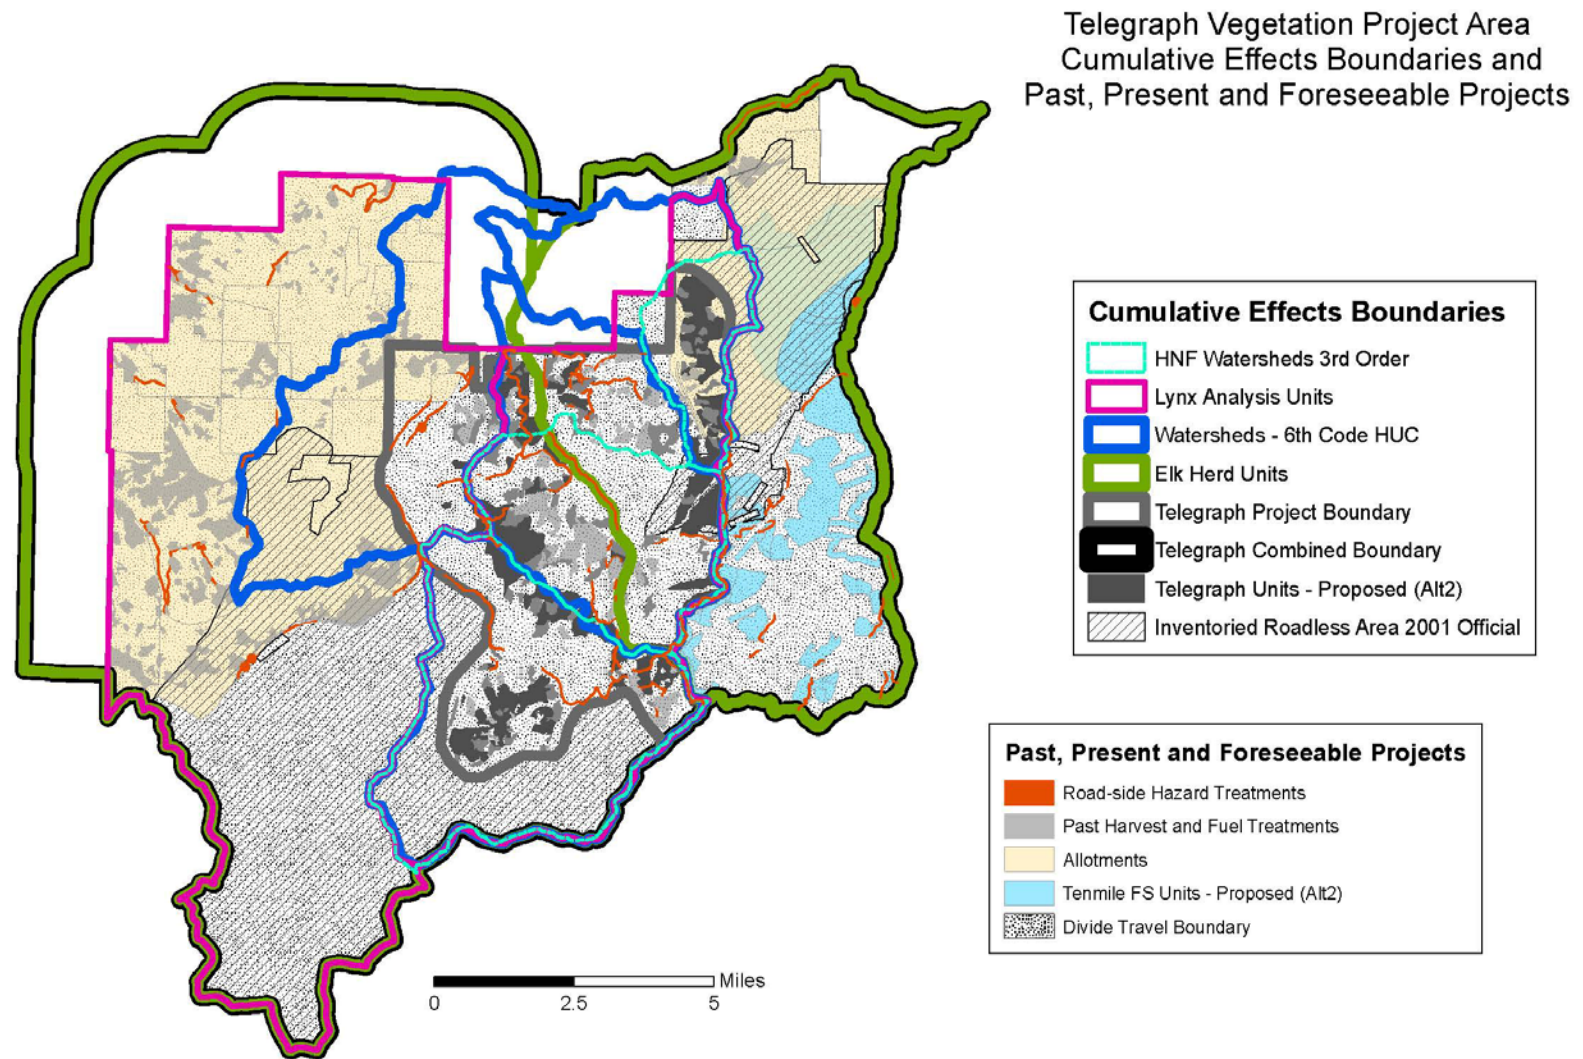 Telegraph Vegetation Project Area
Cumulative Effects Boundaries and
Past, Present and Foreseeable Projects
Cumulative Effects Boundaries
HNF Watersheds 3rd Order
Lynx Analysis Units
Watersheds - 6th Code HUC
Elk Herd Units
Telegraph Project Boundary
Telegraph Combined Boundary
Telegraph Units - Proposed (Alt2)
Inventoried Roadless Area 2001 Official
Past, Present and Foreseeable Projects
Road-side Hazard Treatments
Past Harvest and Fuel Treatments
Allotments
Tenmile FS Units - Proposed (Alt2)
Divide Travel Boundary
Miles
0 2.5 5